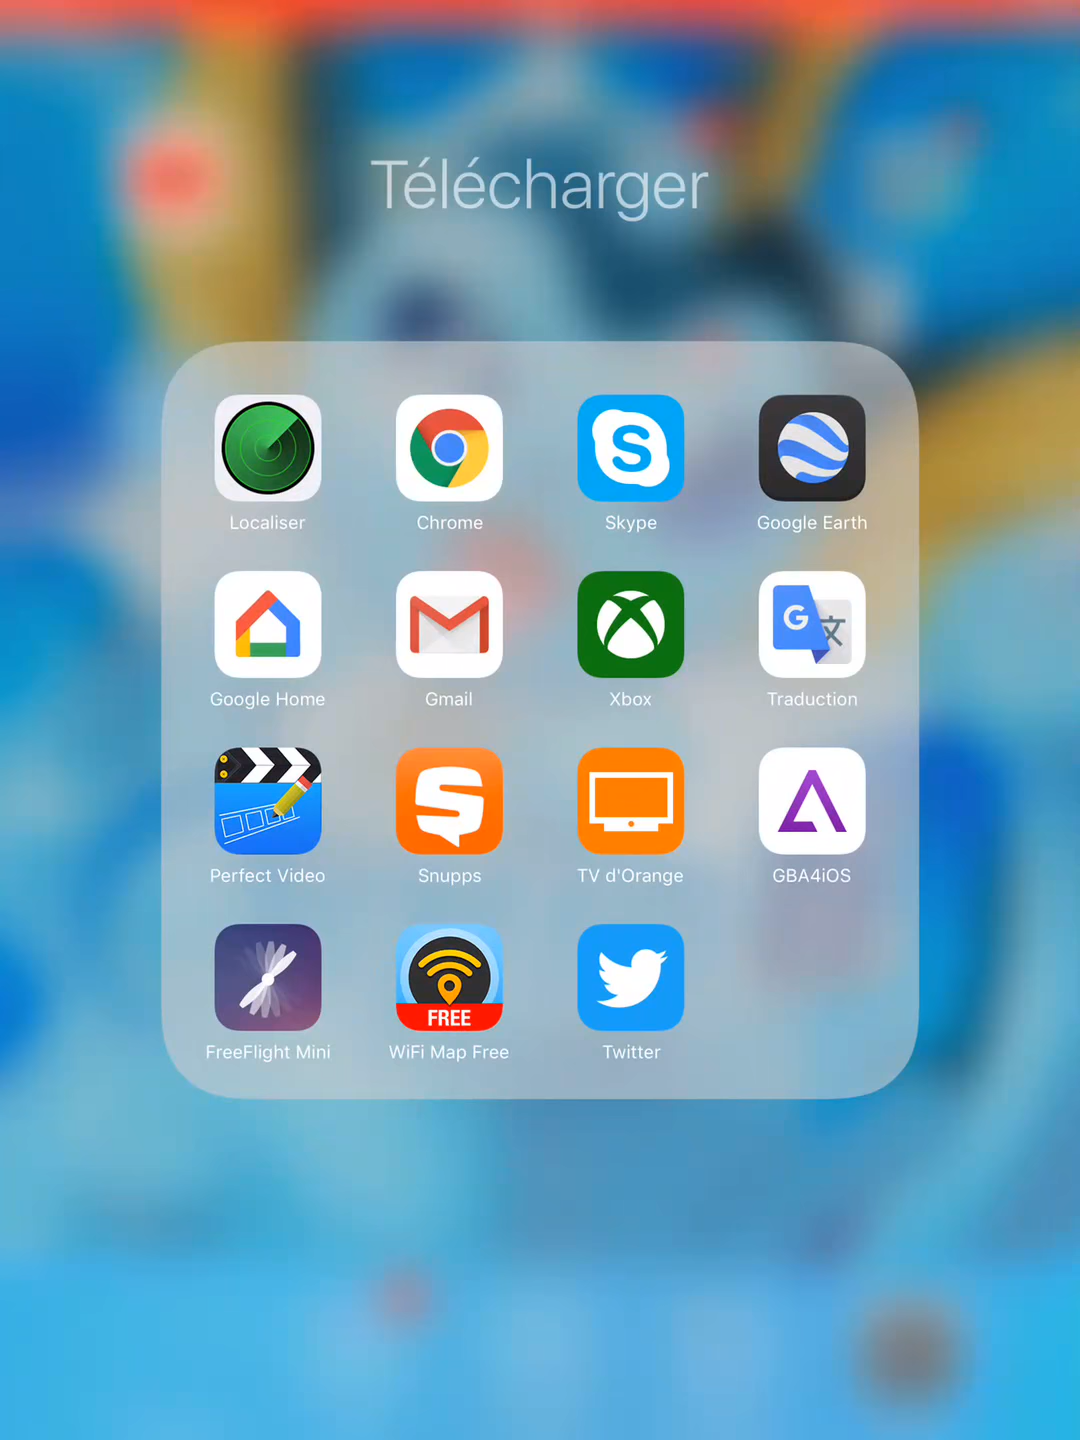 Télécharger
Localiser
Chrome
S
Skype
Google Earth
Google Home
Gmail
Xbox
G 文
Traduction
Perfect Video
S
Snupps
TV d'Orange
GBA4iOS
FreeFlight Mini
FREE
WiFi Map Free
Twitter